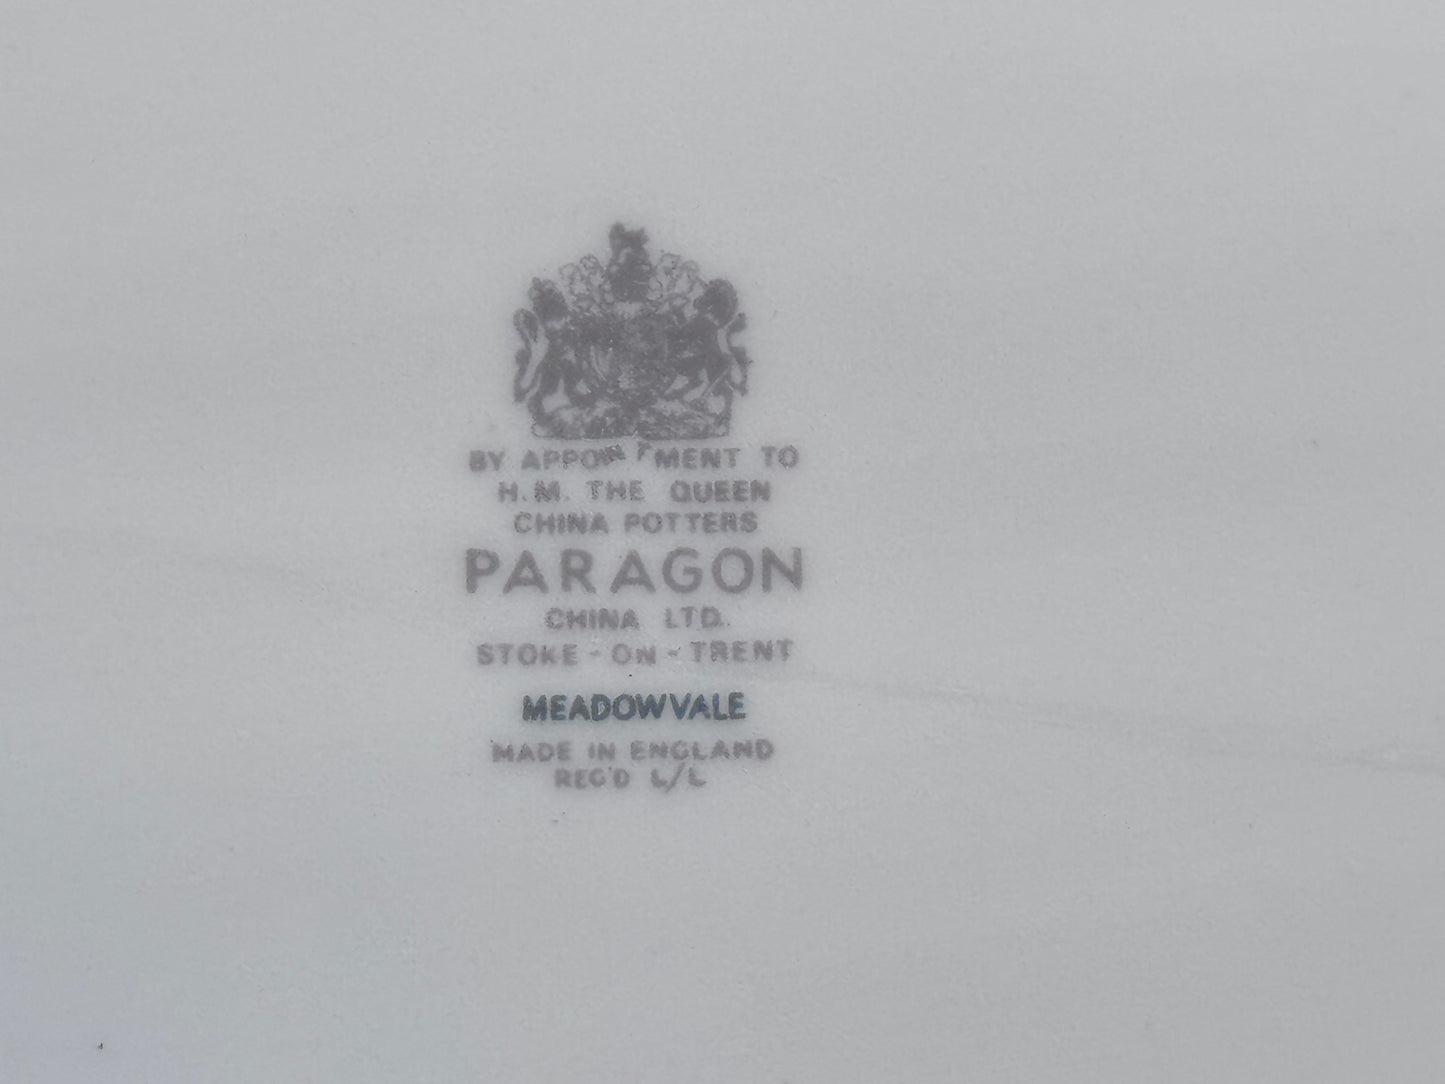 BY APPOINTMENT TO
H.M. THE QUEEN
CHINA POTTERS
PARAGON
CHINA LTD.
STOKE-ON-TRENT
MEADOWVALE
MADE IN ENGLAND
REG'D L/L